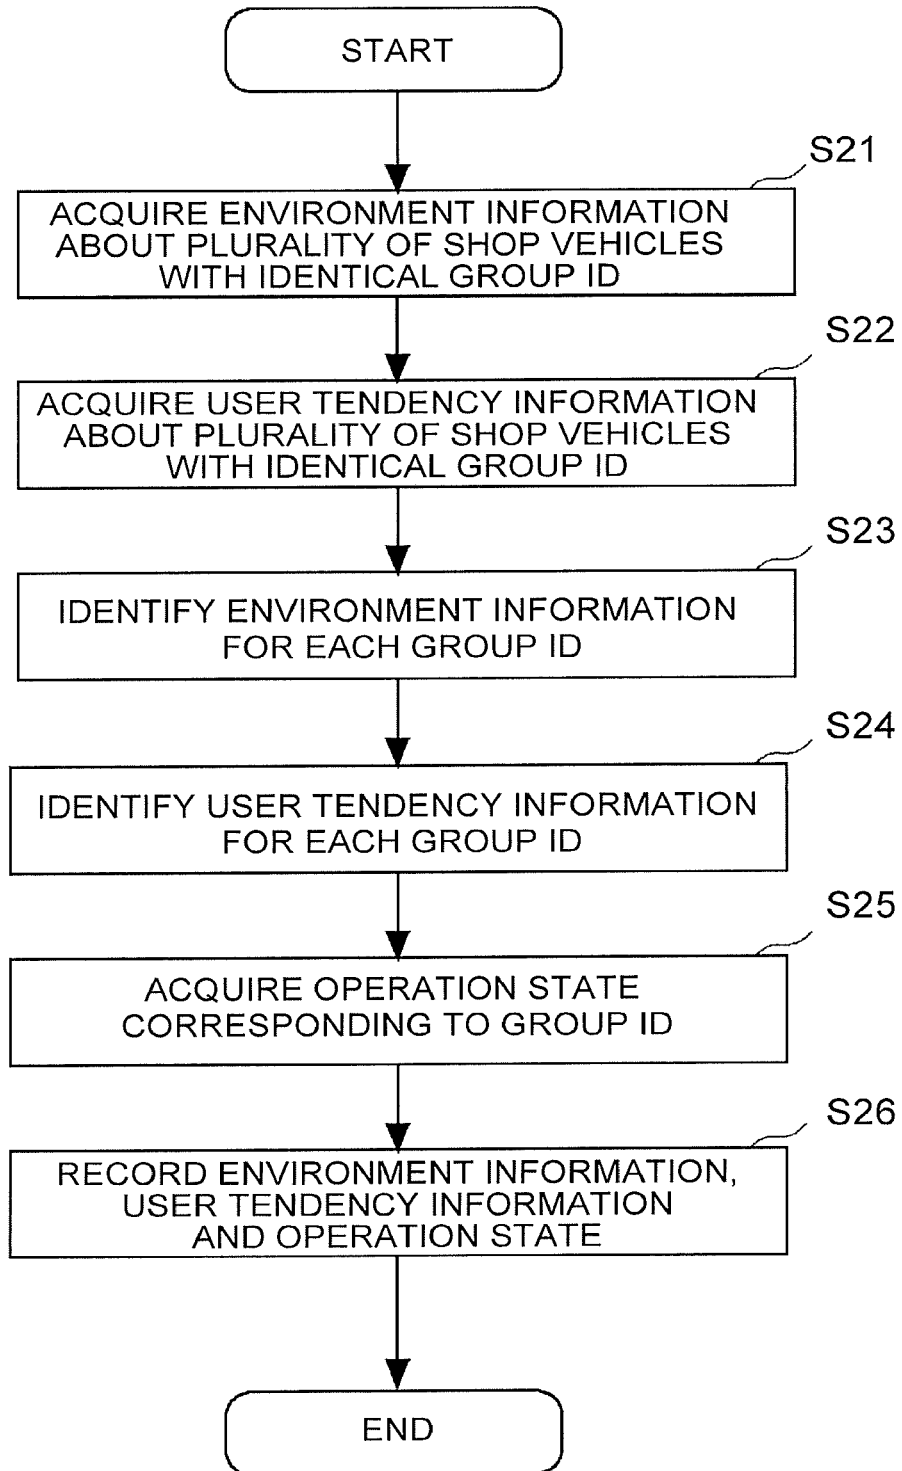 START
S21
ACQUIRE ENVIRONMENT INFORMATION
ABOUT PLURALITY OF SHOP VEHICLES
WITH IDENTICAL GROUP ID
S22
ACQUIRE USER TENDENCY INFORMATION
ABOUT PLURALITY OF SHOP VEHICLES
WITH IDENTICAL GROUP ID
S23
IDENTIFY ENVIRONMENT INFORMATION
FOR EACH GROUP ID
S24
IDENTIFY USER TENDENCY INFORMATION
FOR EACH GROUP ID
S25
ACQUIRE OPERATION STATE
CORRESPONDING TO GROUP ID
S26
RECORD ENVIRONMENT INFORMATION,
USER TENDENCY INFORMATION
AND OPERATION STATE
END